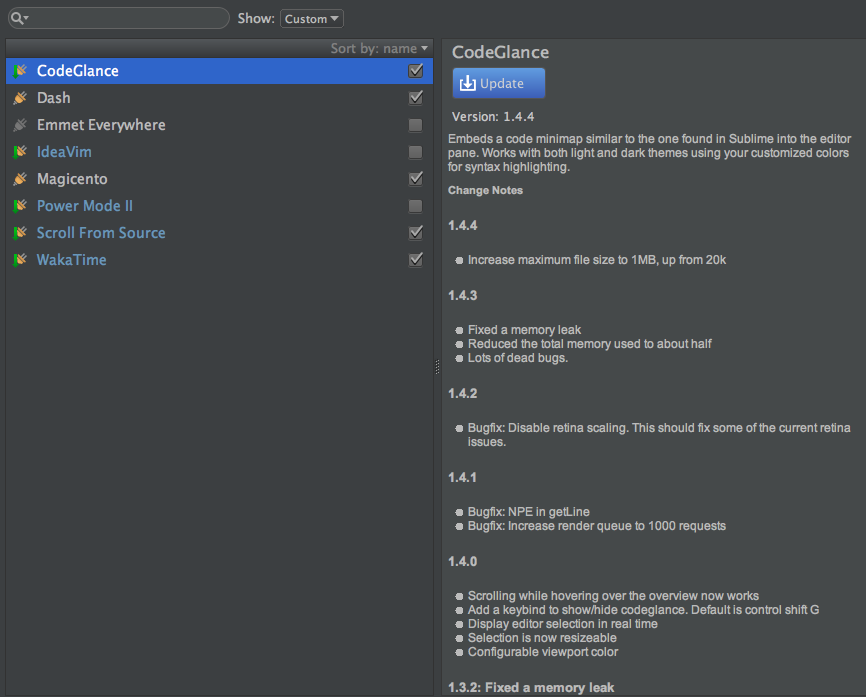 Show: Custom
Sort by: name
CodeGlance
Dash
Emmet Everywhere
IdeaVim
Magicento
Power Mode II
Scroll From Source
WakaTime
CodeGlance
Update
Version: 1.4.4
Embeds a code minimap similar to the one found in Sublime into the editor
pane. Works with both light and dark themes using your customized colors
for syntax highlighting.
Change Notes
1.4.4
Increase maximum file size to 1MB, up from 20k
1.4.3
Fixed a memory leak
Reduced the total memory used to about half
Lots of dead bugs.
1.4.2
Bugfix: Disable retina scaling. This should fix some of the current retina
issues.
1.4.1
Bugfix: NPE in getLine
Bugfix: Increase render queue to 1000 requests
1.4.0
Scrolling while hovering over the overview now works
Add a keybind to show/hide codeglance. Default is control shift G
Display editor selection in real time
Selection is now resizeable
Configurable viewport color
1.3.2: Fixed a memory leak